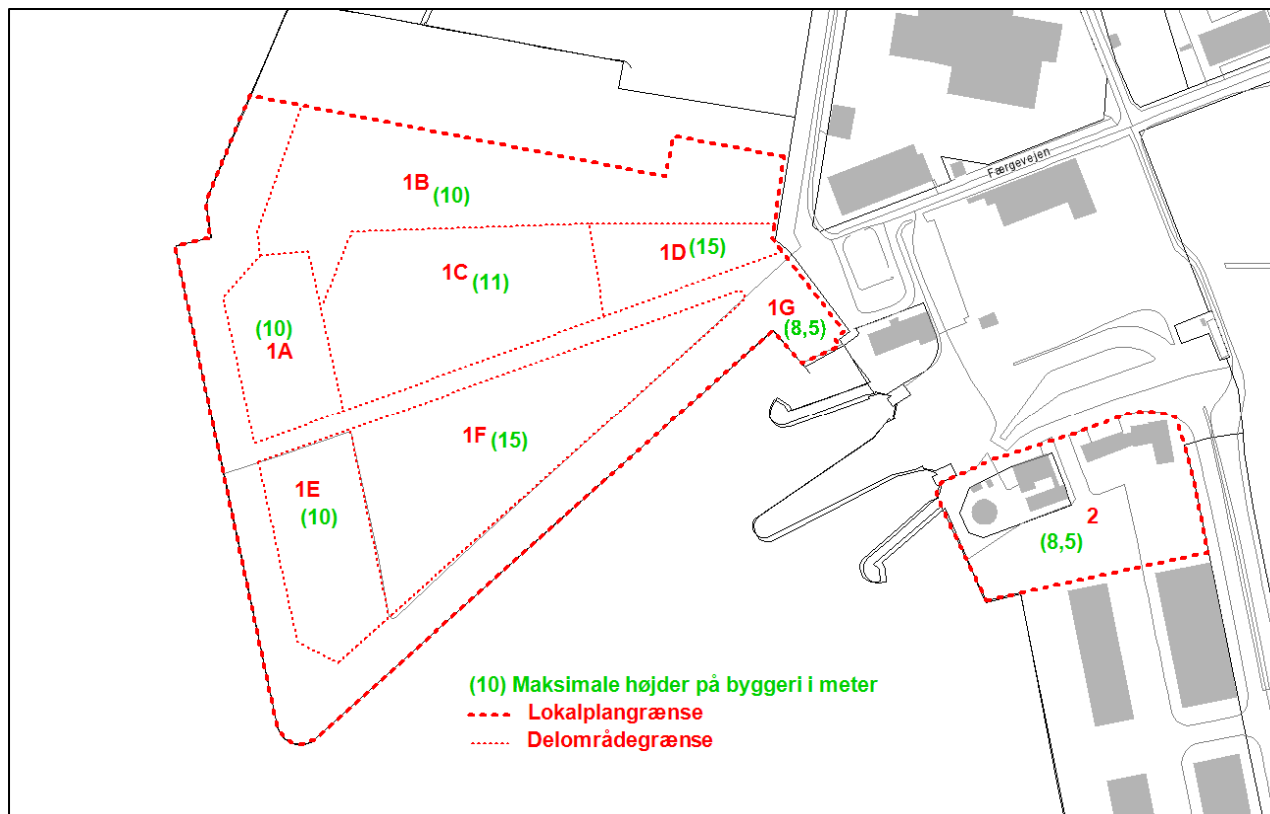 Færgevejen
1B (10)
1D (15)
1C (11)
1G
(8,5)
(10)
1A
1F (15)
1E
(10)
2
(8,5)
(10) Maksimale højder på byggeri i meter
Lokalplangrænse
Delområdegrænse